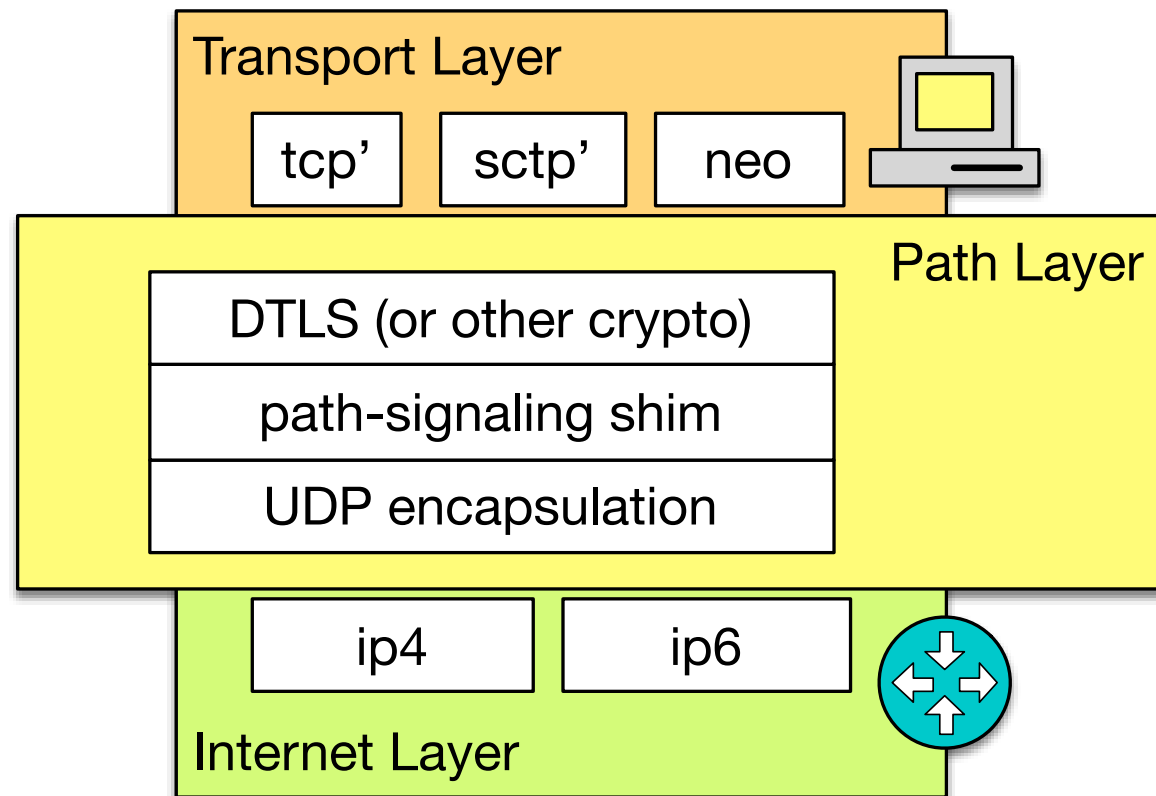 Transport Layer
tcp’
sctp’
neo
Path Layer
DTLS (or other crypto)
path-signaling shim
UDP encapsulation
ip4
ip6
Internet Layer